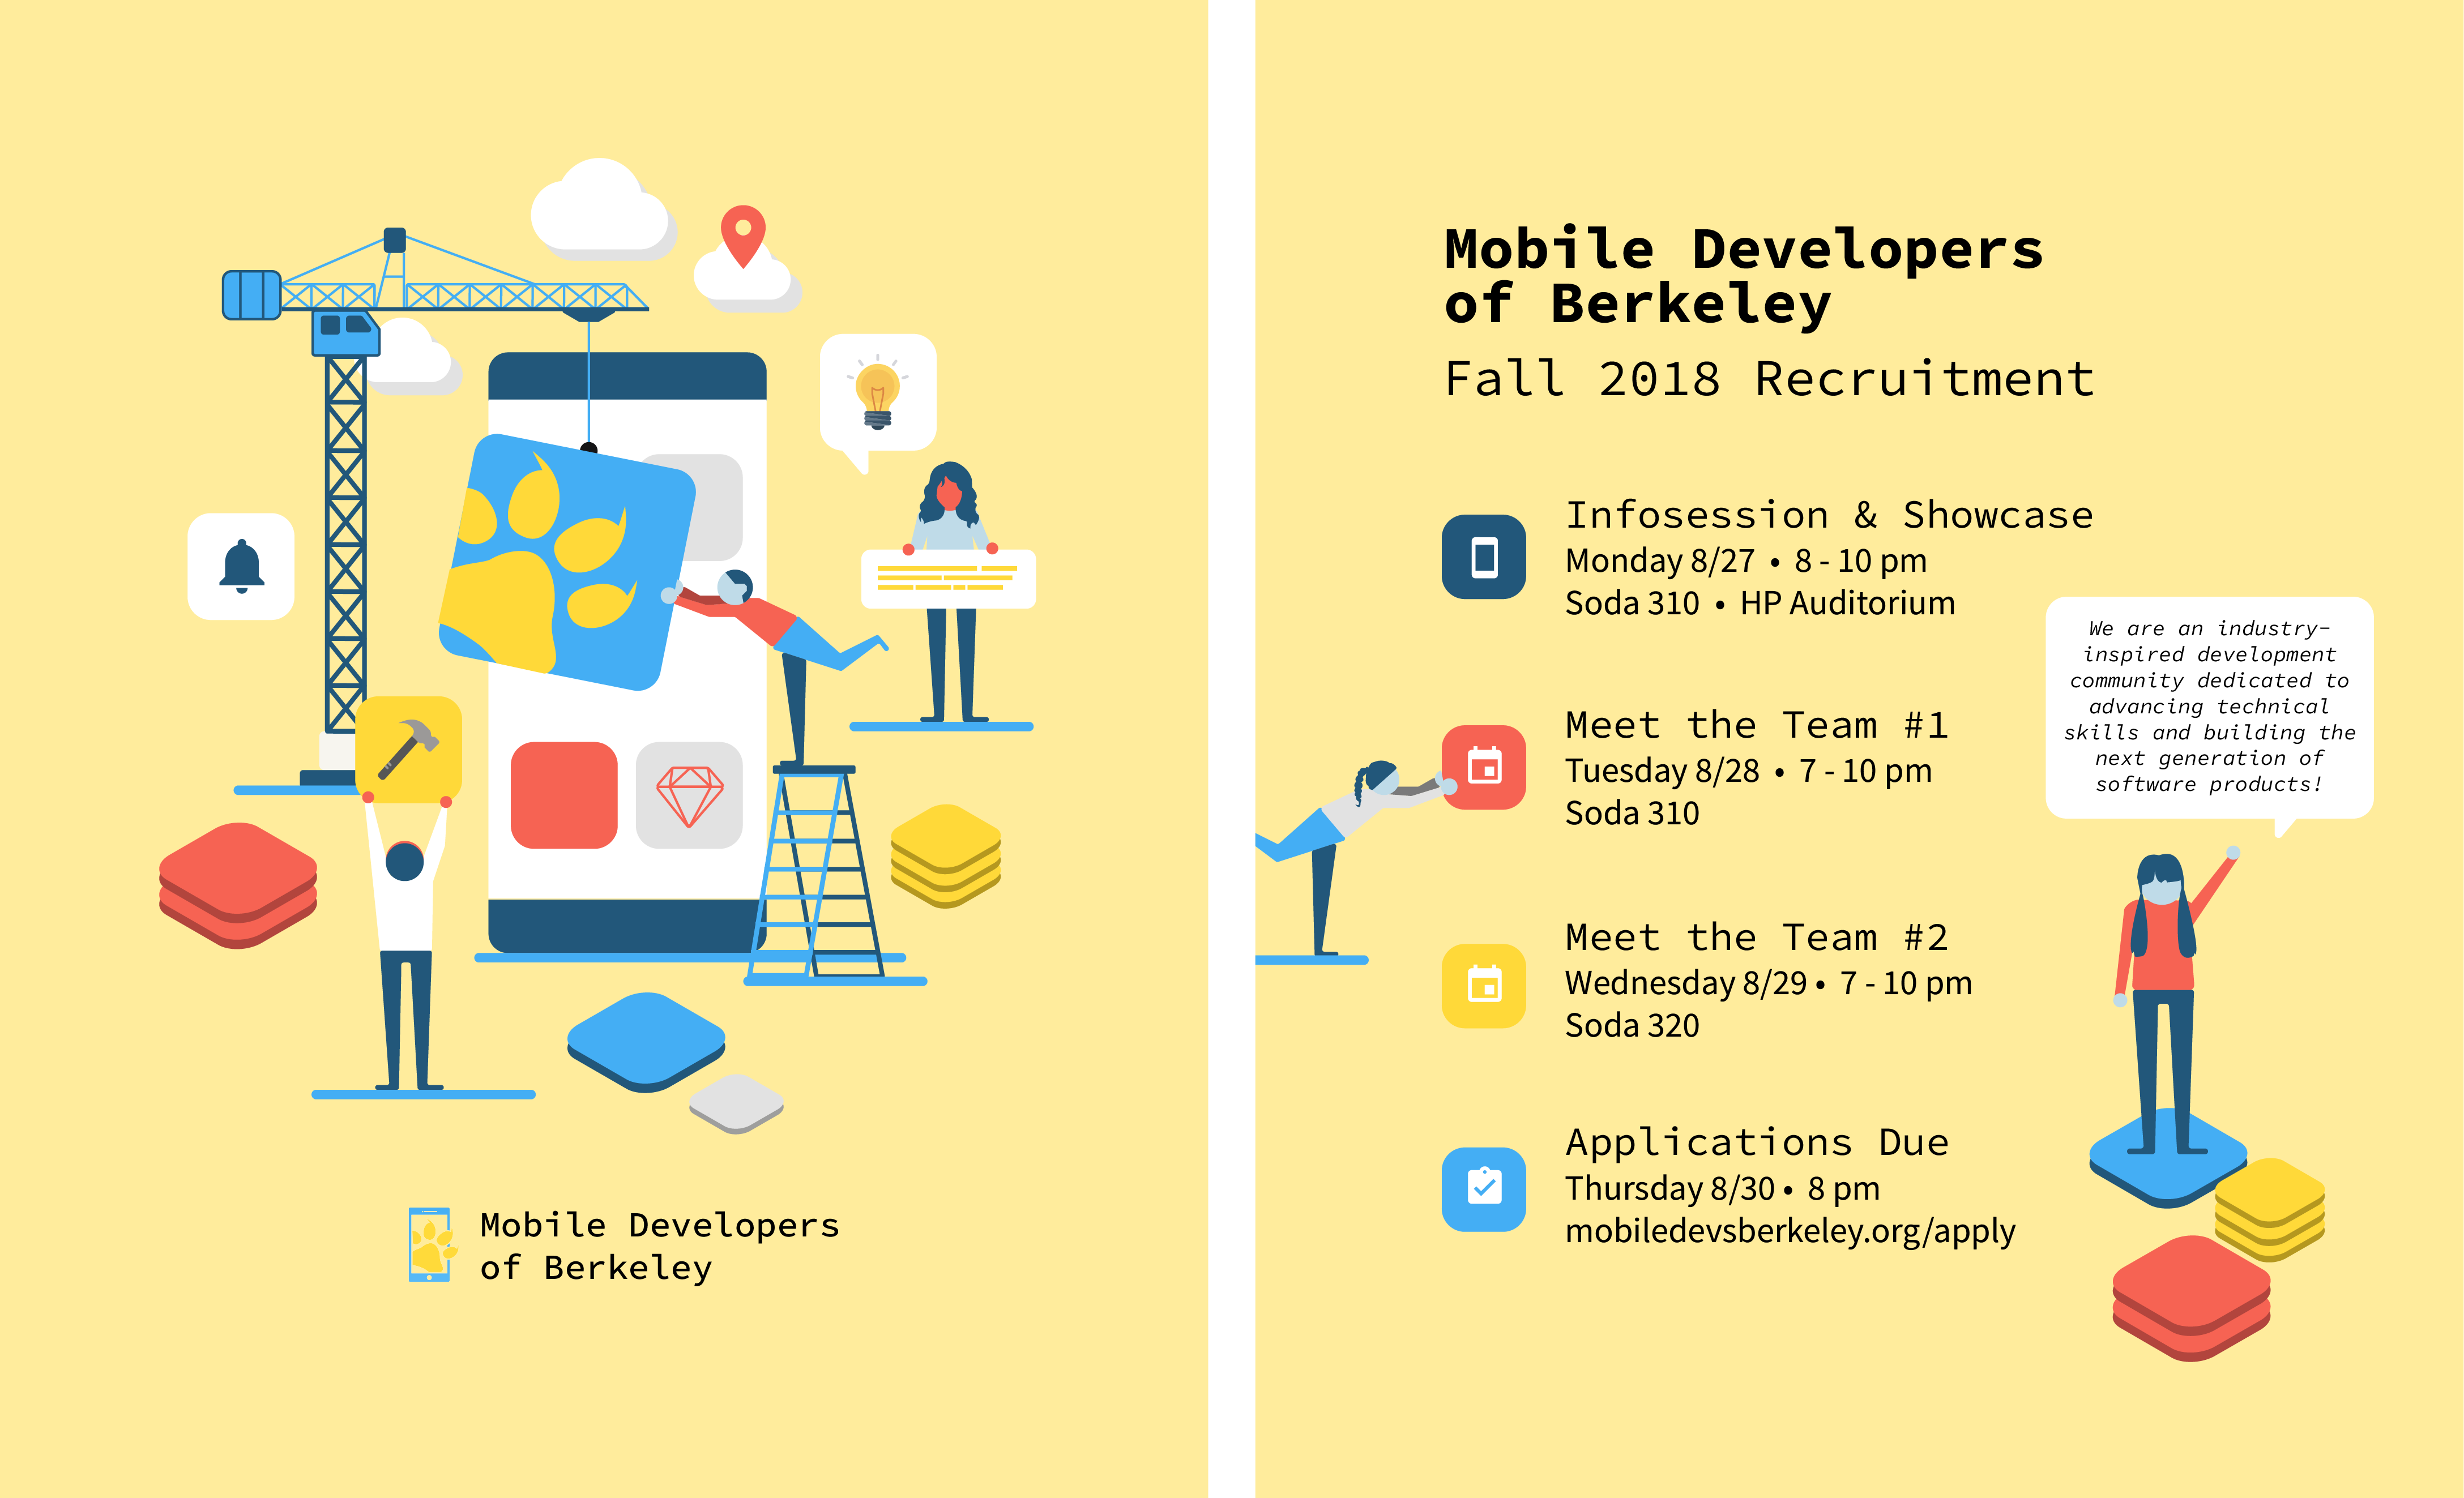 Mobile Developers
of Berkeley
Mobile Developers
of Berkeley
Fall 2018 Recruitment
Infosession & Showcase
Monday 8/27 • 8 - 10 pm
Soda 310 • HP Auditorium
We are an industry-
inspired development
community dedicated to
advancing technical
skills and building the
next generation of
software products!
Meet the Team #1
Tuesday 8/28 • 7 - 10 pm
Soda 310
Meet the Team #2
Wednesday 8/29 • 7 - 10 pm
Soda 320
Applications Due
Thursday 8/30 • 8 pm
mobiledevsberkeley.org/apply